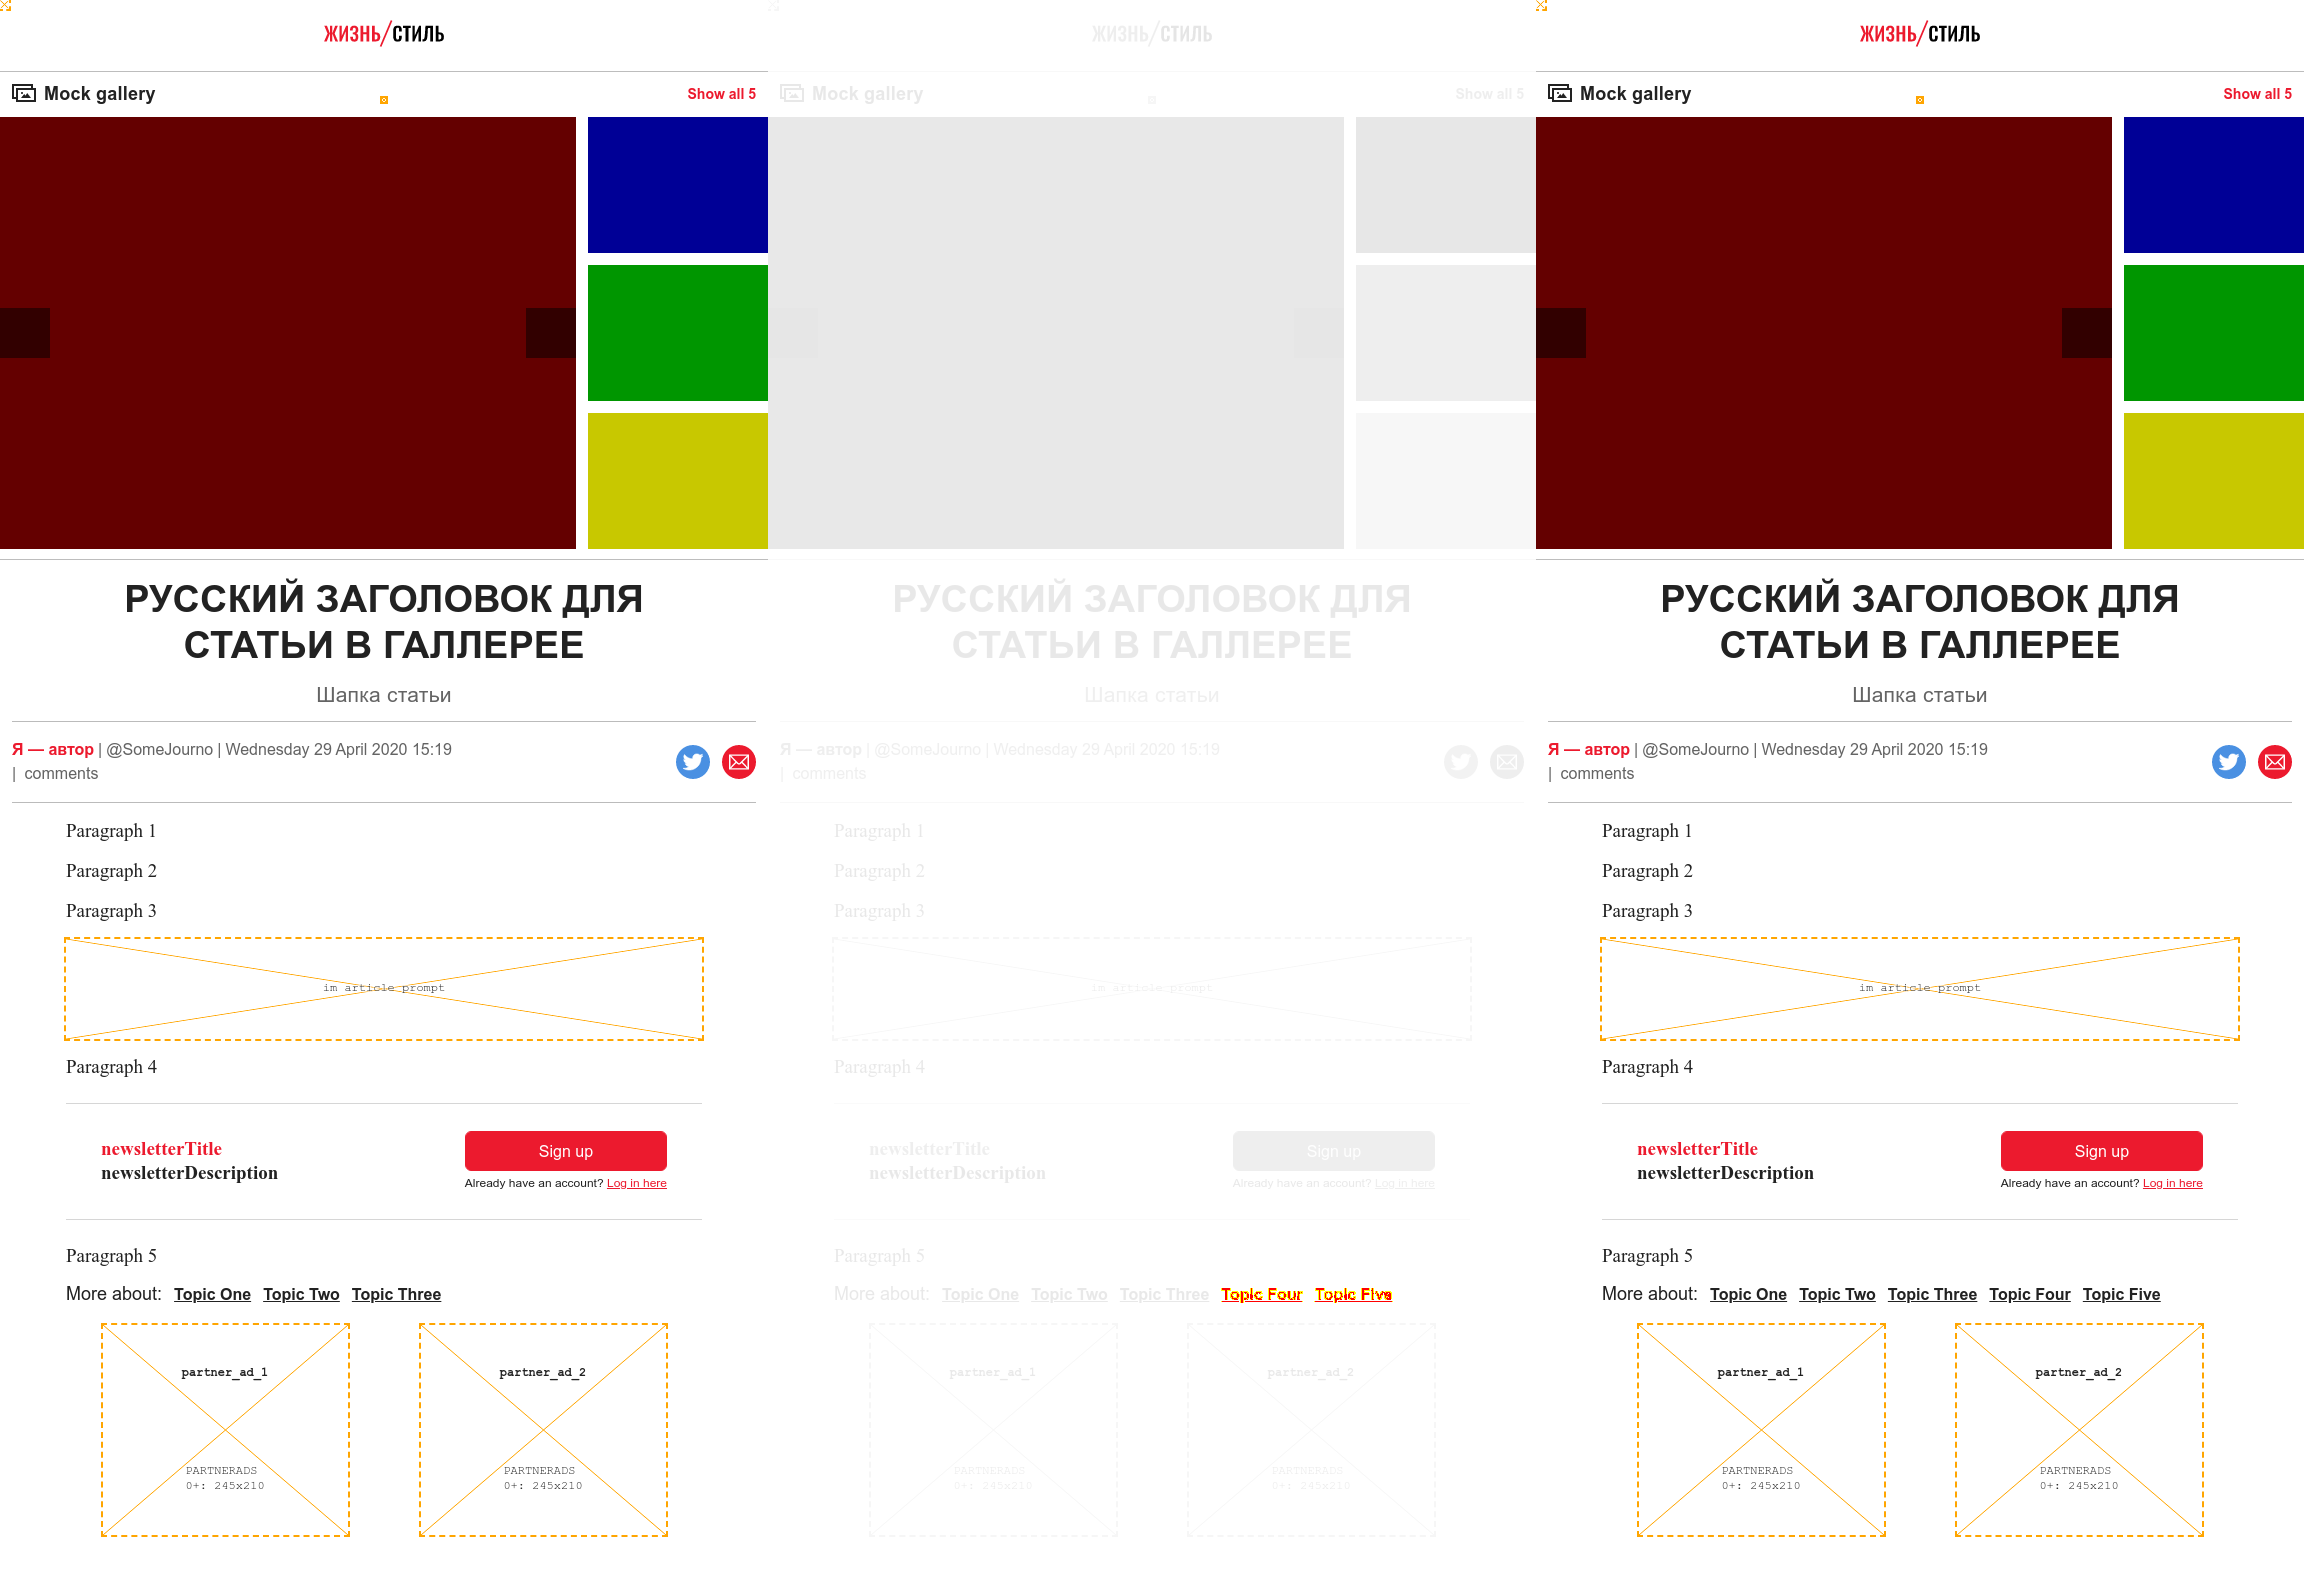 ЖИЗНЬ/СТИЛЬ
Mock gallery
Show all 5
РУССКИЙ ЗАГОЛОВОК ДЛЯ
СТАТЬИ В ГАЛЛЕРЕЕ
Шапка статьи
Я — автор | @SomeJourno | Wednesday 29 April 2020 15:19
| comments
Paragraph 1
Paragraph 2
Paragraph 3
im article prompt
Paragraph 4
newsletterTitle
newsletterDescription
Sign up
Already have an account? Log in here
Paragraph 5
More about: Topic One Topic Two Topic Three
partner_ad_1
PARTNERADS
0+: 245x210
partner_ad_2
PARTNERADS
0+: 245x210
ЖИЗНЬ/СТИЛЬ
Mock gallery
Show all 5
РУССКИЙ ЗАГОЛОВОК ДЛЯ
СТАТЬИ В ГАЛЛЕРЕЕ
Шапка статьи
Я — автор | @SomeJourno | Wednesday 29 April 2020 15:19
| comments
Paragraph 1
Paragraph 2
Paragraph 3
im article prompt
Paragraph 4
newsletterTitle
newsletterDescription
Sign up
Already have an account? Log in here
Paragraph 5
More about: Topic One Topic Two Topic Three Topic Four Topic Five
partner_ad_1
PARTNERADS
0+: 245x210
partner_ad_2
PARTNERADS
0+: 245x210
ЖИЗНЬ/СТИЛЬ
Mock gallery
Show all 5
РУССКИЙ ЗАГОЛОВОК ДЛЯ
СТАТЬИ В ГАЛЛЕРЕЕ
Шапка статьи
Я — автор | @SomeJourno | Wednesday 29 April 2020 15:19
| comments
Paragraph 1
Paragraph 2
Paragraph 3
im article prompt
Paragraph 4
newsletterTitle
newsletterDescription
Sign up
Already have an account? Log in here
Paragraph 5
More about: Topic One Topic Two Topic Three Topic Four Topic Five
partner_ad_1
PARTNERADS
0+: 245x210
partner_ad_2
PARTNERADS
0+: 245x210